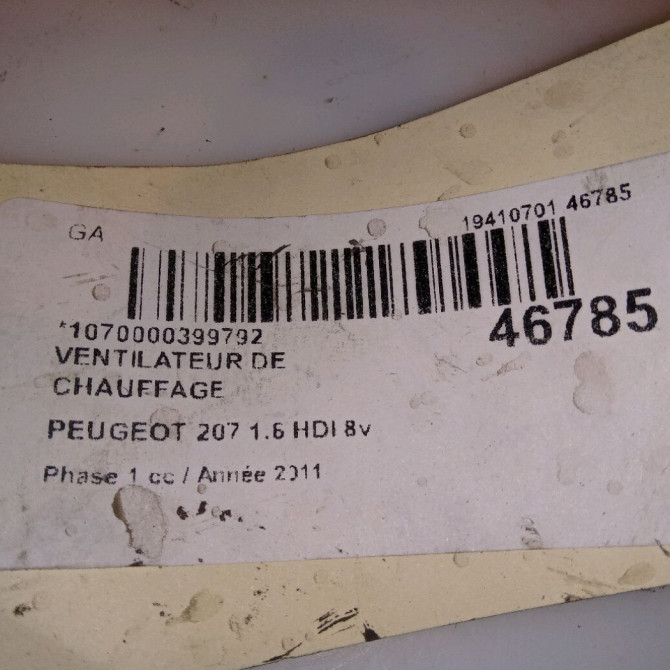 GA
19410701 46785
*1070000399792
46785
VENTILATEUR DE
CHAUFFAGE
PEUGEOT 207 1.6 HDI 8v
Phase 1 cc / Année 2011